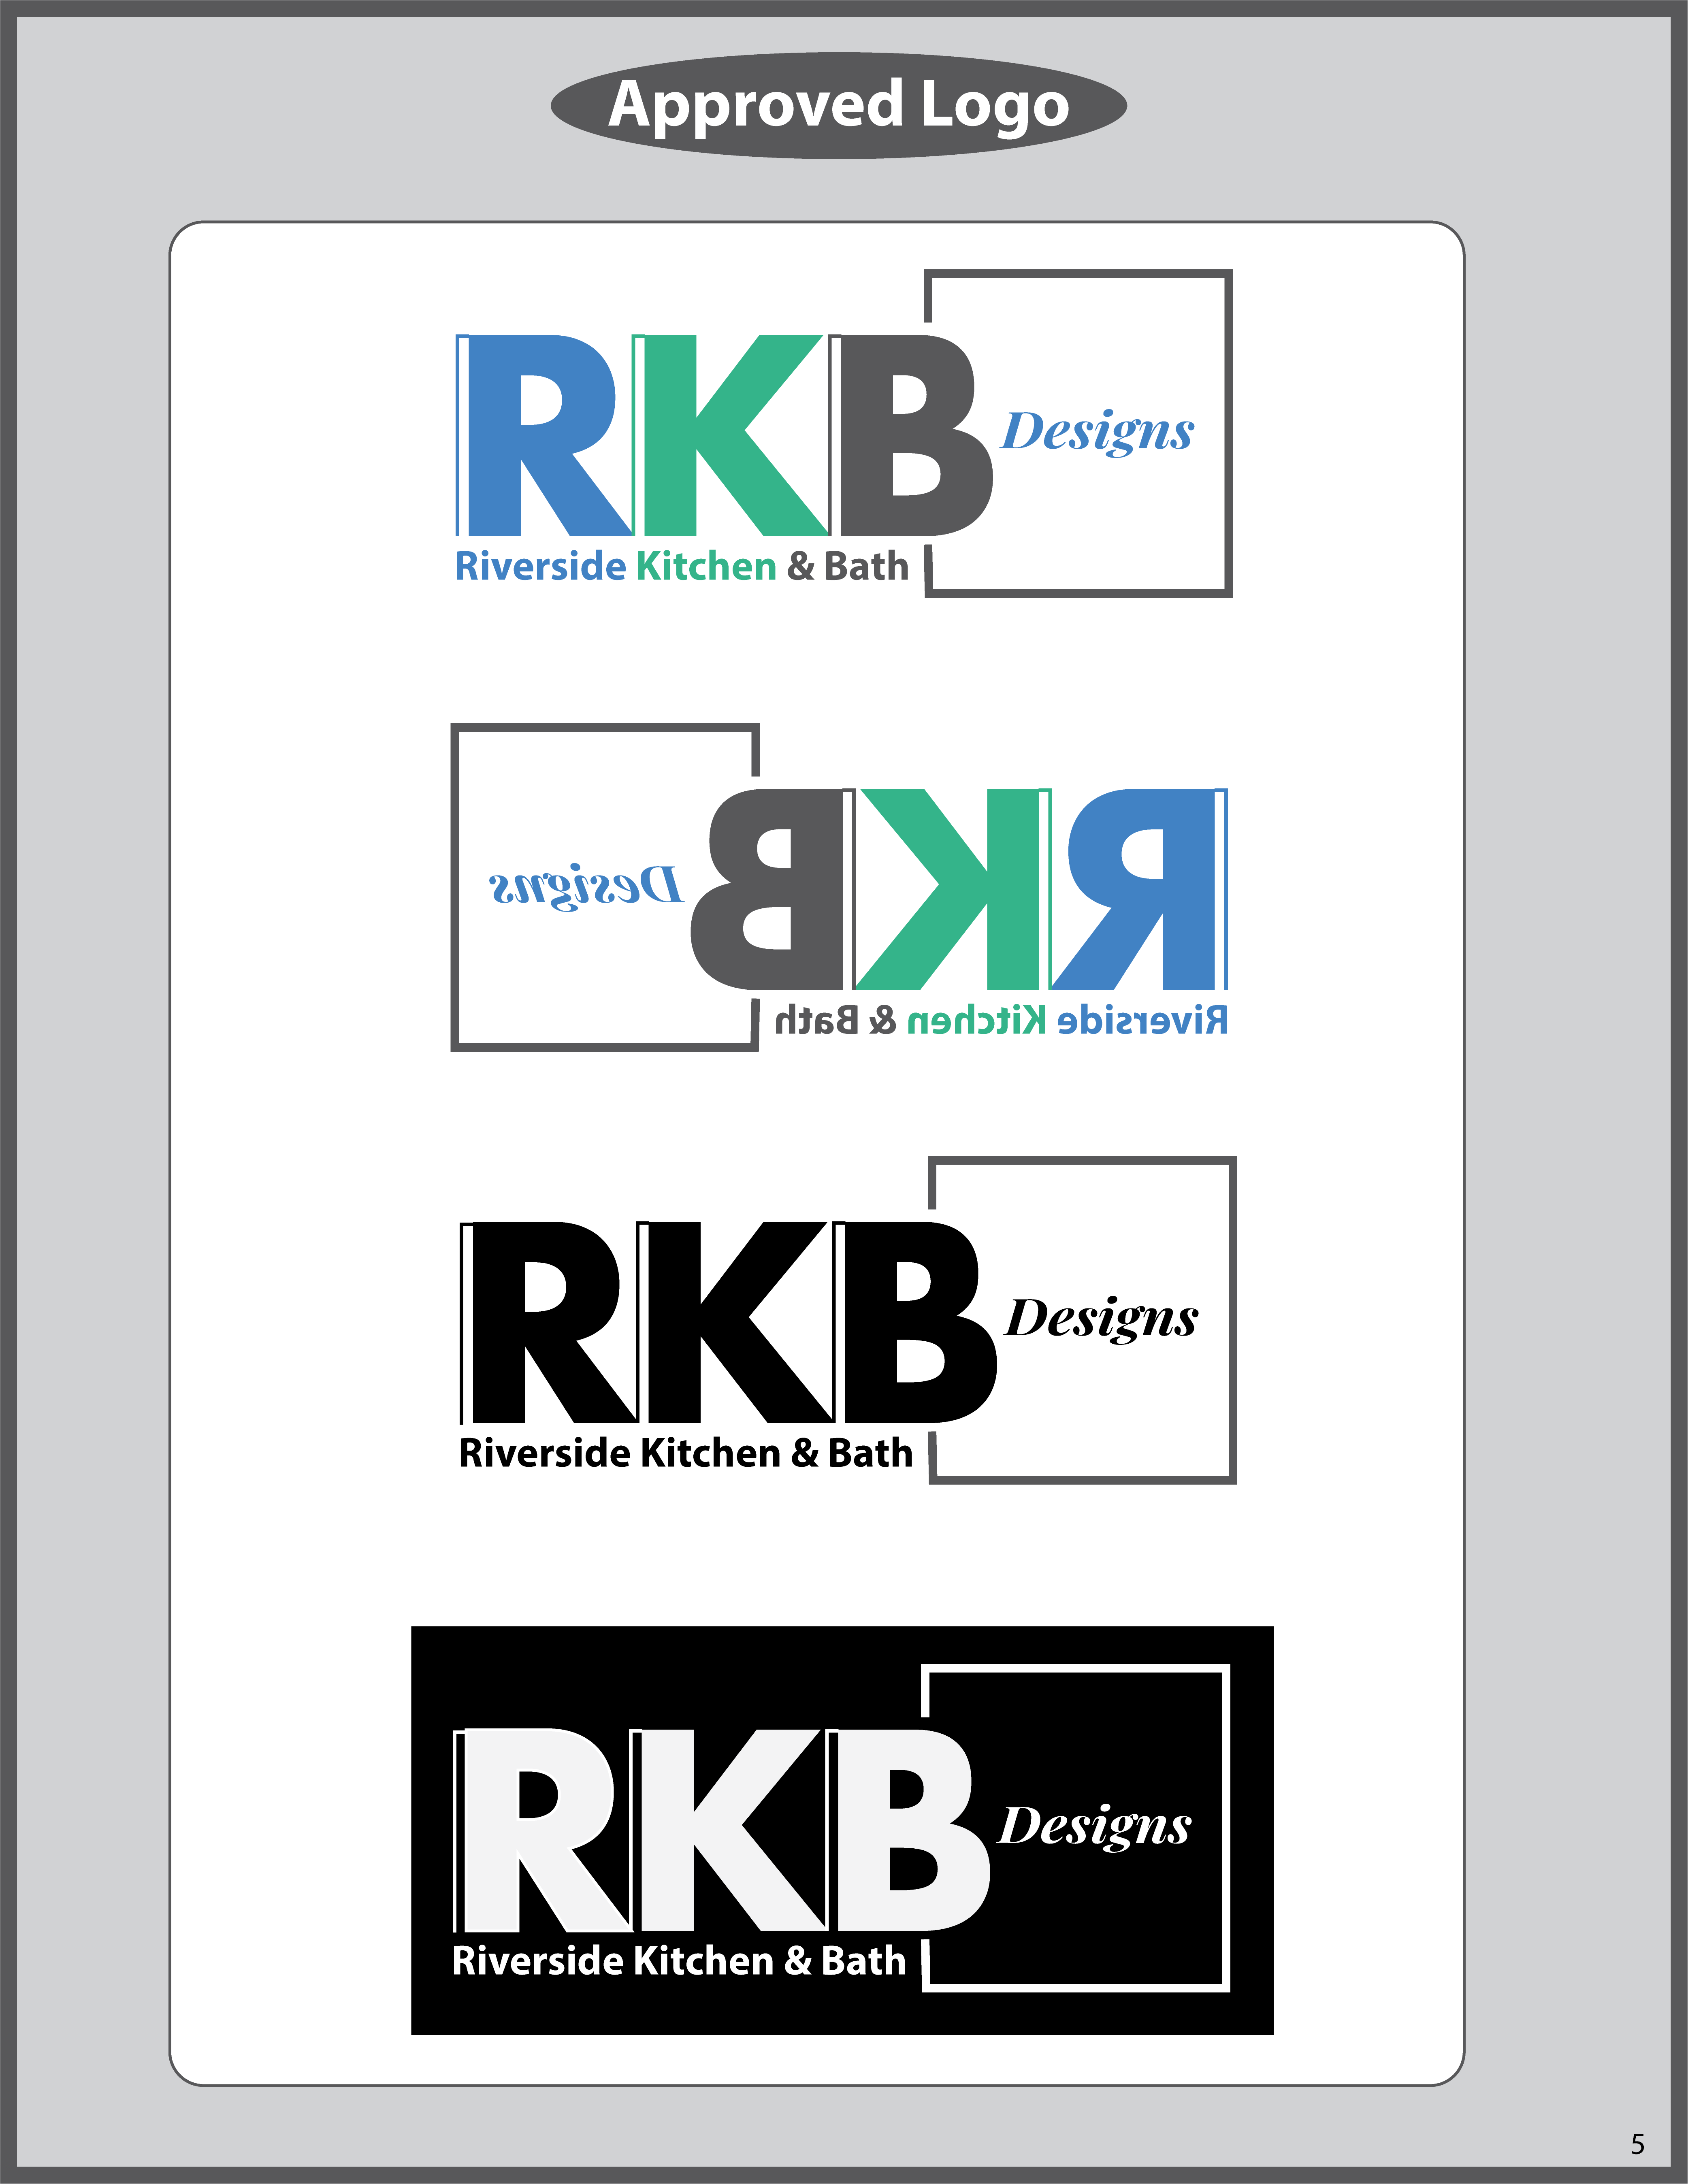 Approved Logo
RKB
Designs
Riverside Kitchen & Bath
RKB
Designs
Riverside Kitchen & Bath
RKB
Designs
Riverside Kitchen & Bath
RKB
Designs
Riverside Kitchen & Bath
5